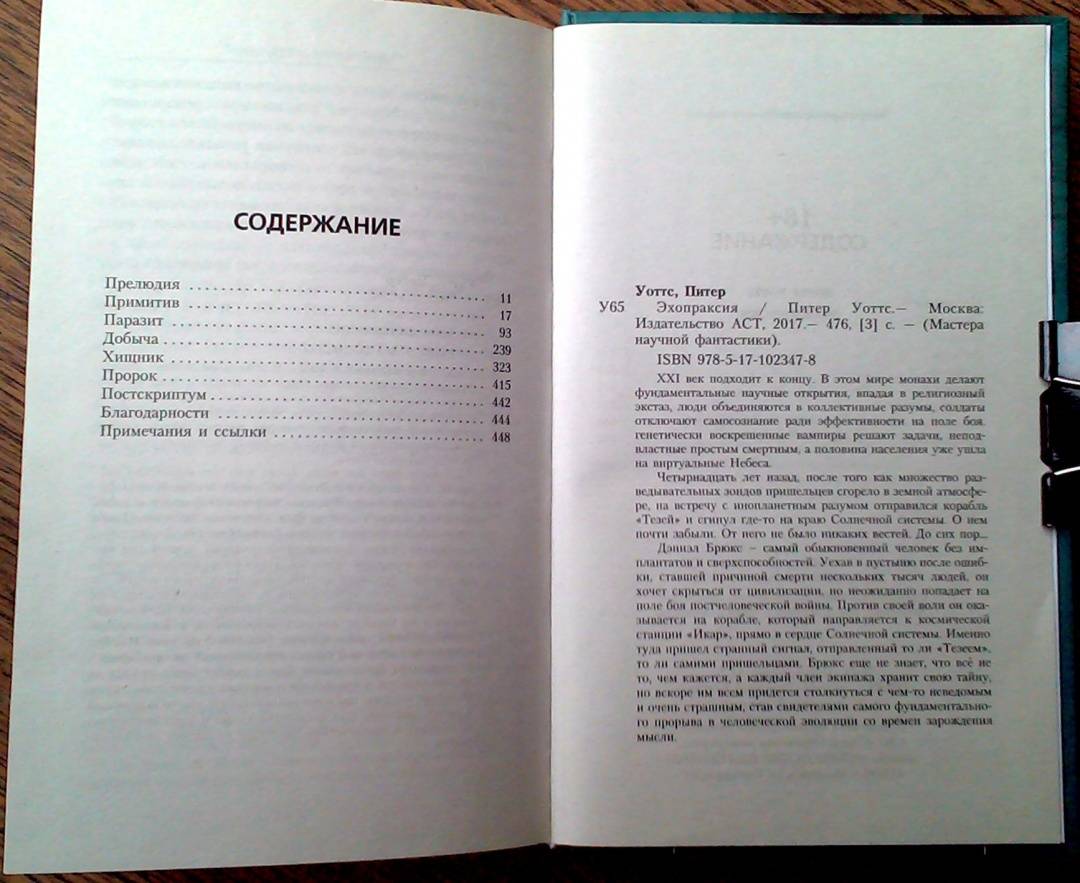 СОДЕРЖАНИЕ
Прелюдия ........ 11
Примитив ........ 17
Паразит ........ 93
Добыча ........ 239
Хищник ........ 323
Пророк ........ 415
Постскриптум ........ 442
Благодарности ........ 444
Примечания и ссылки ........ 448
Уоттс, Питер
У65 Эхопраксия / Питер Уоттс.— Москва:
Издательство АСТ, 2017.— 476, [3] с. — (Мастера
научной фантастики).
ISBN 978-5-17-102347-8
XXI век подходит к концу. В этом мире монахи делают
фундаментальные научные открытия, впадая в религиозный
экстаз, люди объединяются в коллективные разумы, солдаты
отключают самосознание ради эффективности на поле боя,
генетически воскрешенные вампиры решают задачи, непод-
властные простым смертным, а половина населения уже ушла
на виртуальные Небеса.
Четырнадцать лет назад, после того как множество раз-
ведывательных зондов пришельцев сгорело в земной атмосфе-
ре, на встречу с инопланетным разумом отправился корабль
«Тезей» и сгинул где-то на краю Солнечной системы. О нем
почти забыли. От него не было никаких вестей. До сих пор...
Дэниэл Брюкс – самый обыкновенный человек без им-
плантатов и сверхспособностей. Уехав в пустыню после ошиб-
ки, ставшей причиной смерти нескольких тысяч людей, он
хочет скрыться от цивилизации, но неожиданно попадает на
поле боя постчеловеческой войны. Против своей воли он ока-
зывается на корабле, который направляется к космической
станции «Икар», прямо в сердце Солнечной системы. Именно
туда пришел странный сигнал, отправленный то ли «Тезеем»,
то ли самими пришельцами. Брюкс еще не знает, что всё не
то, чем кажется, а каждый член экипажа хранит свою тайну,
но вскоре им всем придется столкнуться с чем-то неведомым
и очень страшным, став свидетелями самого фундаментально-
го прорыва в человеческой эволюции со времен зарождения
мысли.